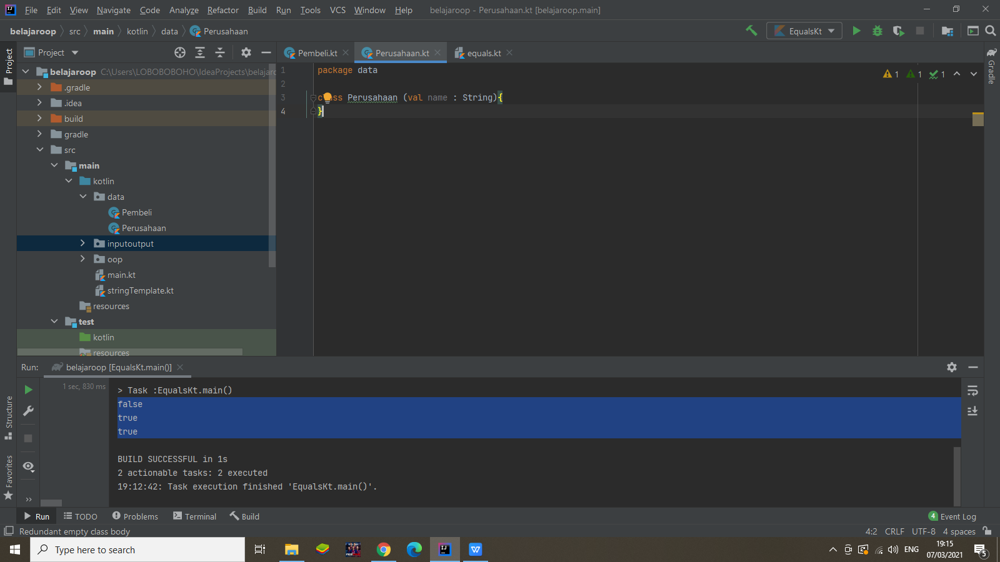 File Edit View Navigate Code Analyze Refactor Build Run Tools VCS Window Help belajaroop - Perusahaan.kt [belajaroop.main]
belajaroop src main kotlin data Perusahaan EqualsKt
Project Pembeli.kt Perusahaan.kt equals.kt
Project
Gradle
belajaroop C:\Users\LOBOBOBOHO\IdeaProjects\belajarc
.gradle
.idea
build
gradle
src
main
kotlin
data
Pembeli
Perusahaan
inputoutput
oop
main.kt
stringTemplate.kt
resources
test
kotlin
resources
1 package data
1 1 1
2
3 class Perusahaan (val name : String){
4 }
Run: belajaroop [EqualsKt.main()]
1 sec, 830 ms
> Task :EqualsKt.main()
false
true
true
BUILD SUCCESSFUL in 1s
2 actionable tasks: 2 executed
19:12:42: Task execution finished 'EqualsKt.main()'.
Structure
Favorites
Run TODO Problems Terminal Build 4 Event Log
Redundant empty class body 4:2 CRLF UTF-8 4 spaces
Type here to search
W
ENG
19:15
07/03/2021
5